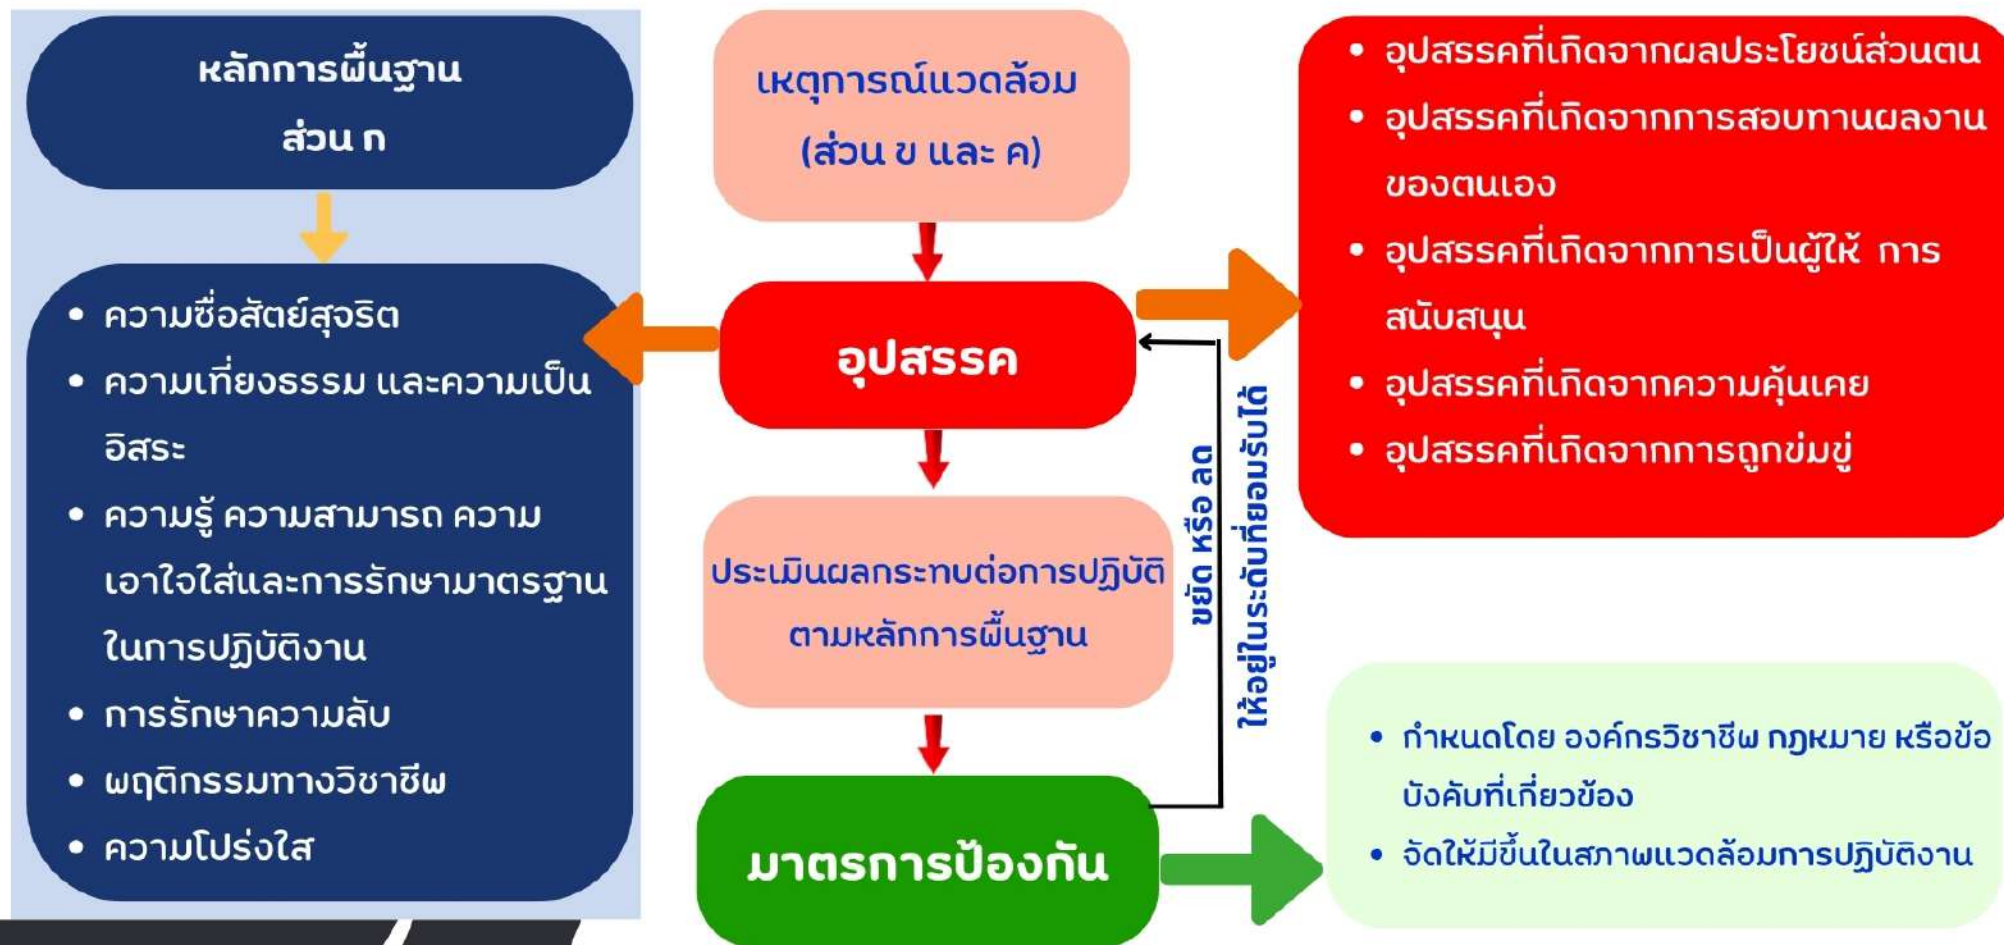 หลักการพื้นฐาน
ส่วน ก
• ความซื่อสัตย์สุจริต
• ความเที่ยงธรรม และความเป็น
อิสระ
• ความรู้ ความสามารถ ความ
เอาใจใส่และการรักษามาตรฐาน
ในการปฏิบัติงาน
• การรักษาความลับ
• พฤติกรรมทางวิชาชีพ
• ความโปร่งใส
เหตุการณ์แวดล้อม
(ส่วน ข และ ค)
อุปสรรค
ประเมินผลกระทบต่อการปฏิบัติ
ตามหลักการพื้นฐาน
มาตรการป้องกัน
ขยัด หรือ ลด
ให้อยู่ในระดับที่ยอมรับได้
• อุปสรรคที่เกิดจากผลประโยชน์ส่วนตน
• อุปสรรคที่เกิดจากการสอบทานผลงาน
ของตนเอง
• อุปสรรคที่เกิดจากการเป็นผู้ให้ การ
สนับสนุน
• อุปสรรคที่เกิดจากความคุ้นเคย
• อุปสรรคที่เกิดจากการถูกข่มขู่
• กำหนดโดย องค์กรวิชาชีพ กฎหมาย หรือข้อ
บังคับที่เกี่ยวข้อง
• จัดให้มีขึ้นในสภาพแวดล้อมการปฏิบัติงาน